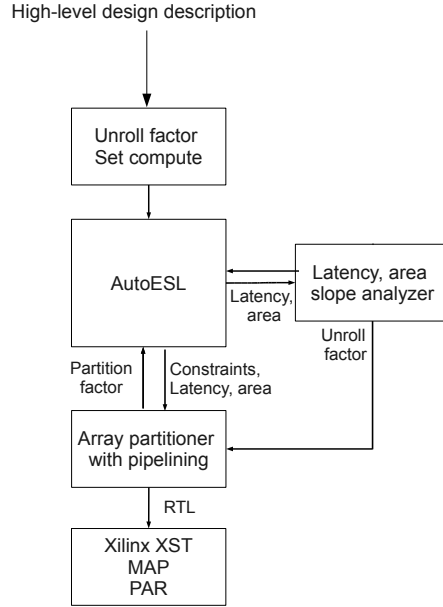 High-level design description
Unroll factor
Set compute
AutoESL
Latency,
area
Latency, area
slope analyzer
Unroll
factor
Partition
factor
Constraints,
Latency, area
Array partitioner
with pipelining
RTL
Xilinx XST
MAP
PAR